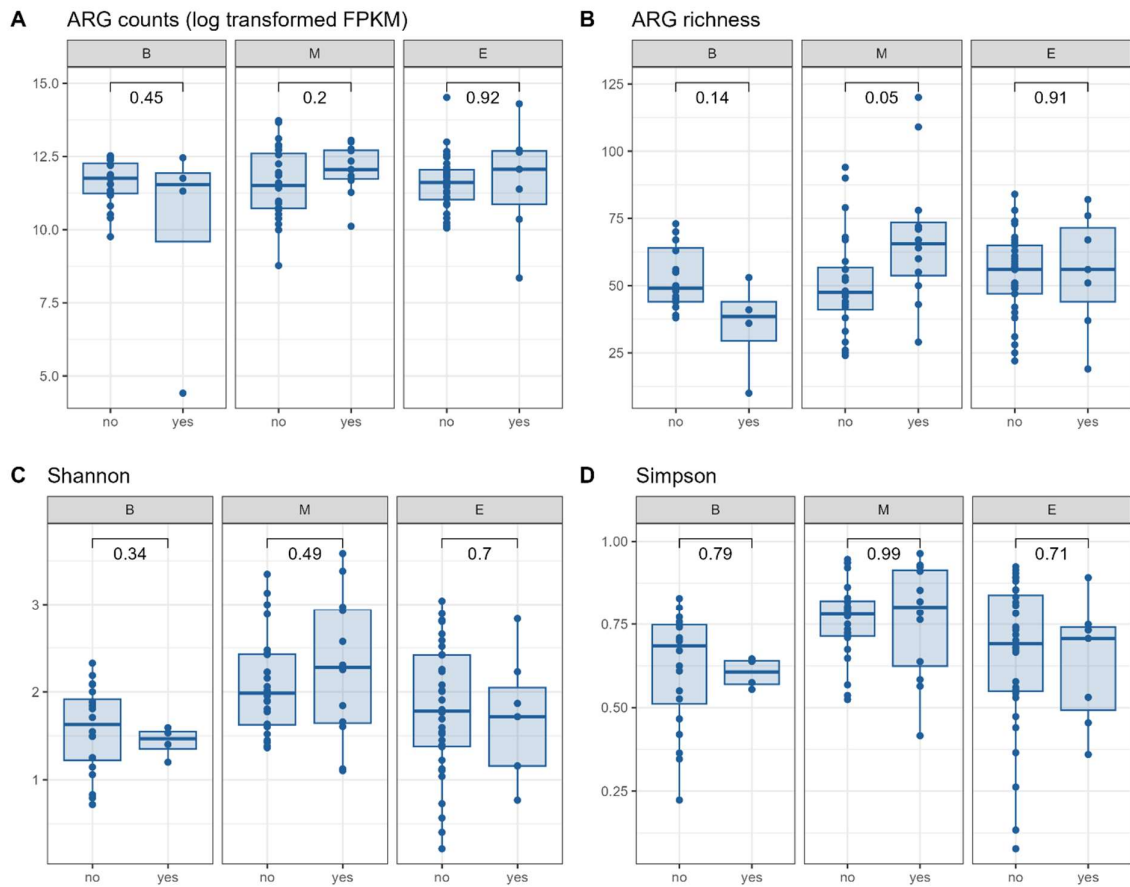 A ARG counts (log transformed FPKM)
B M E
15.0
12.5
10.0
7.5
5.0
0.45 0.2 0.92
no yes no yes no yes
B ARG richness
B M E
125
100
75
50
25
0.14 0.05 0.91
no yes no yes no yes
C Shannon
B M E
3
2
1
0.34 0.49 0.7
no yes no yes no yes
D Simpson
B M E
1.00
0.75
0.50
0.25
0.79 0.99 0.71
no yes no yes no yes